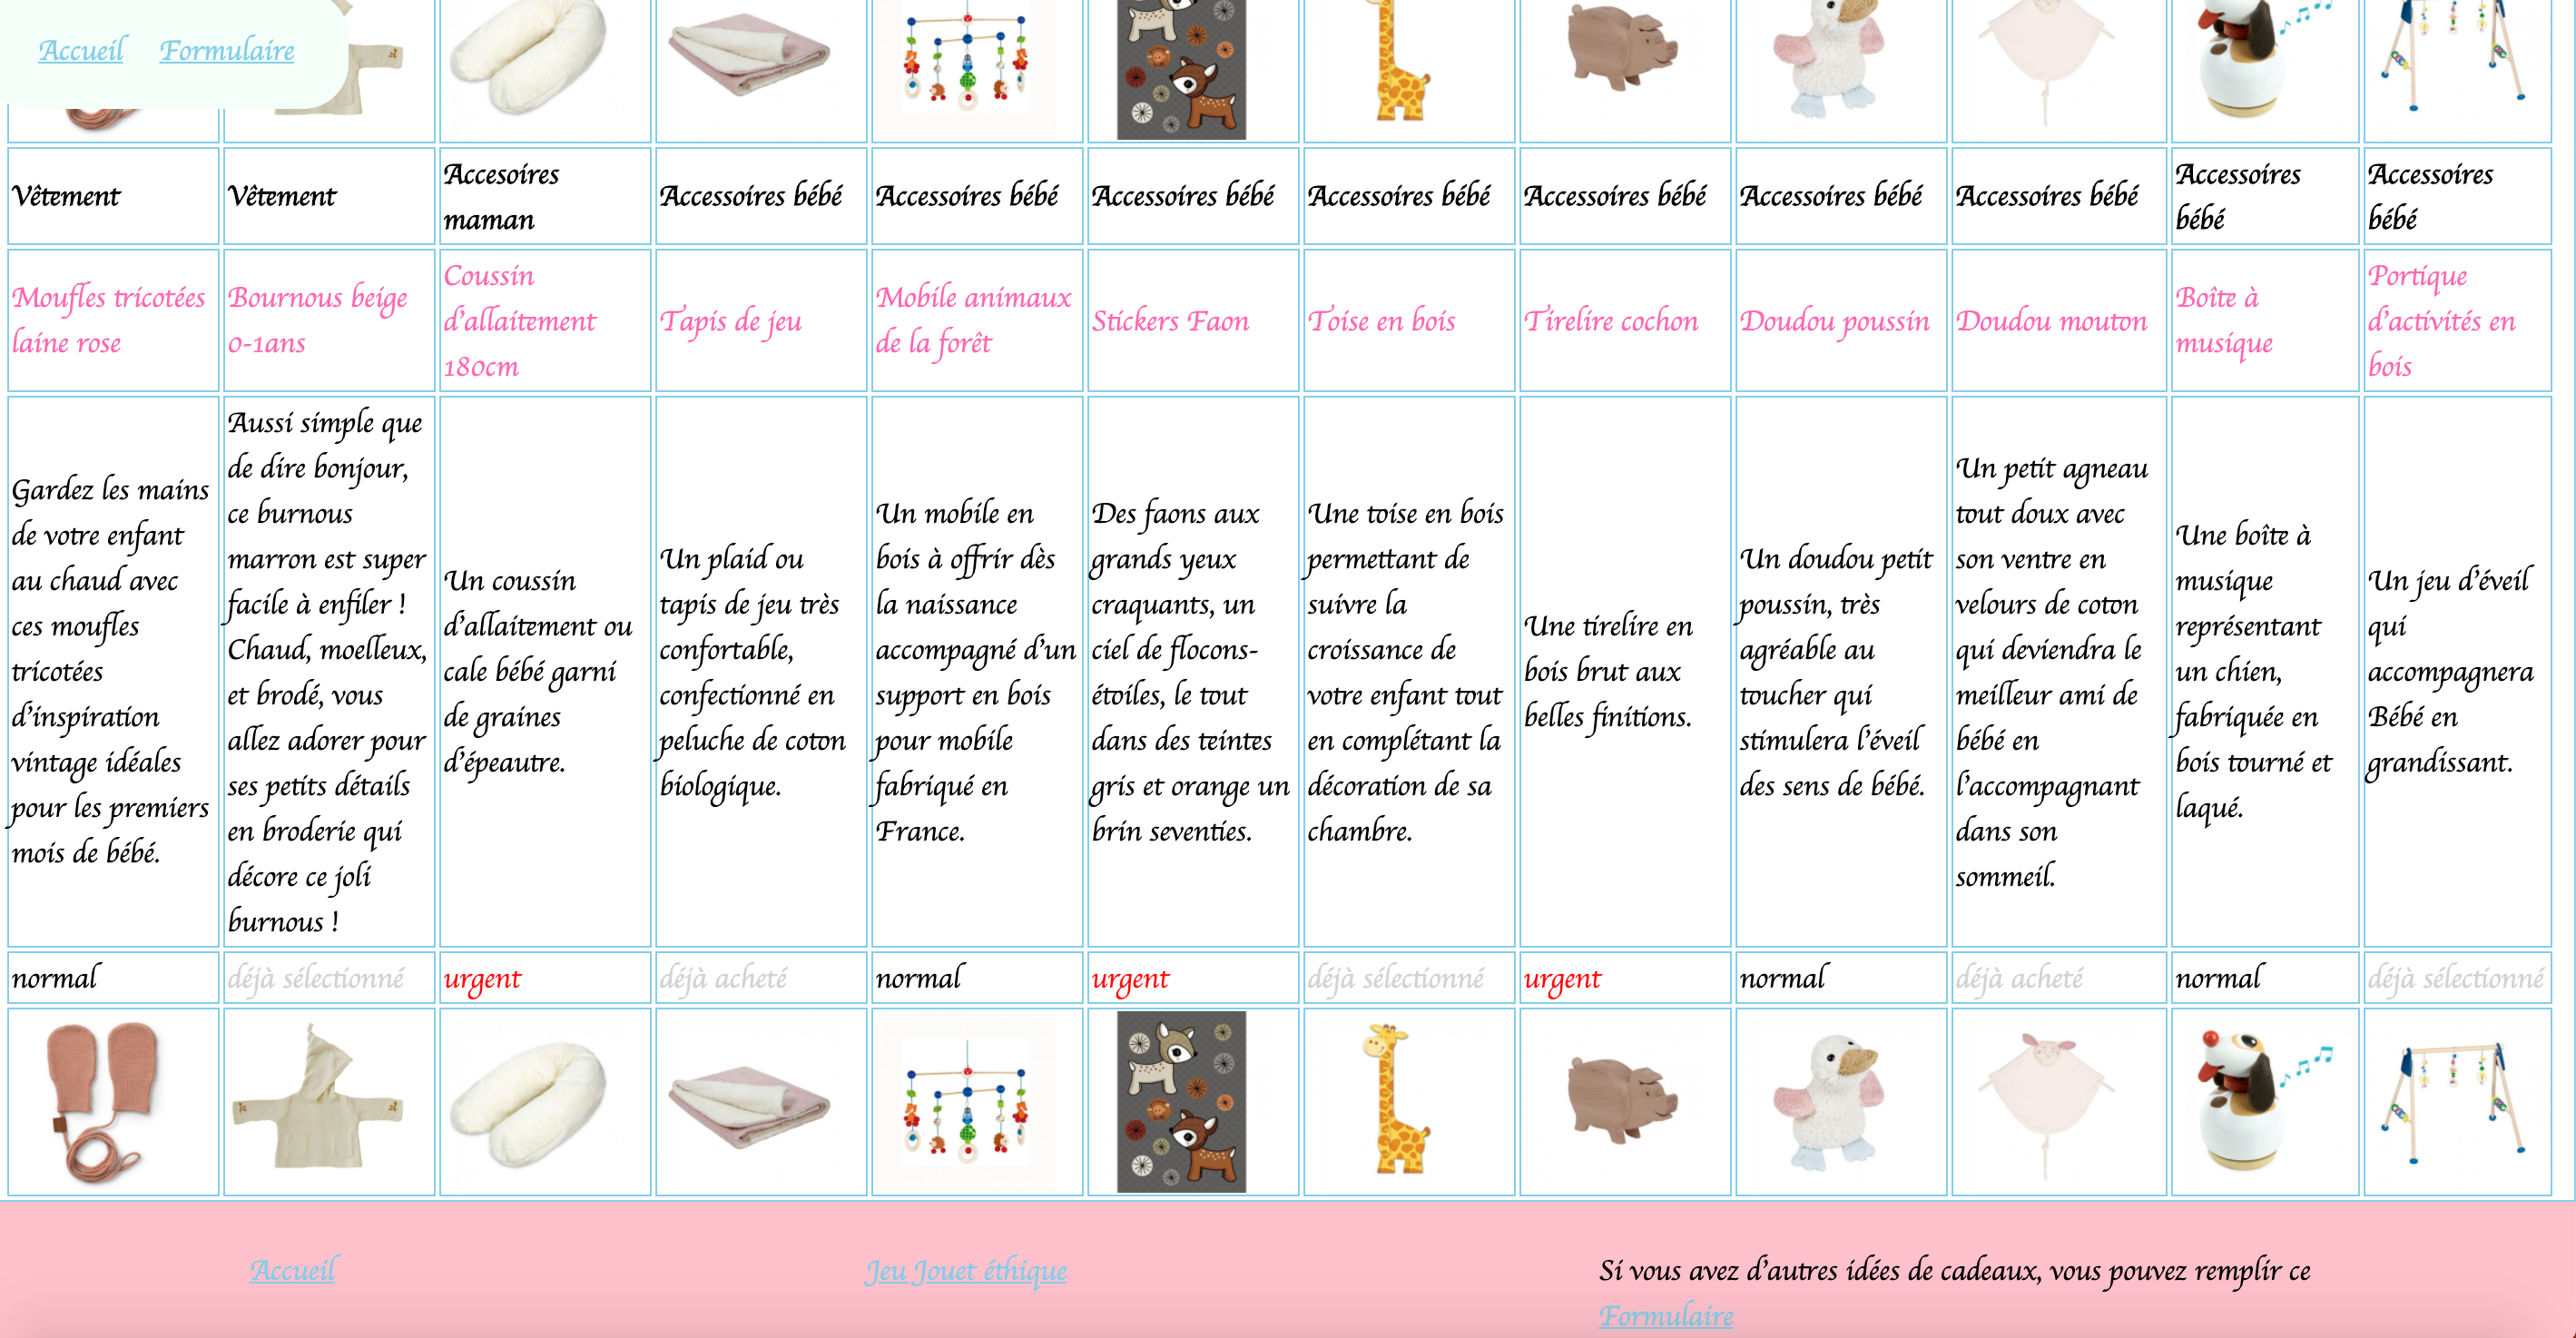 Accueil Formulaire
Vêtement
Vêtement
Accesoires
maman
Accessoires bébé
Accessoires bébé
Accessoires bébé
Accessoires bébé
Accessoires bébé
Accessoires bébé
Accessoires bébé
Accessoires
bébé
Accessoires
bébé
Moufles tricotées
laine rose
Bournous beige
0-1ans
Coussin
d'allaitement
180cm
Tapis de jeu
Mobile animaux
de la forêt
Stickers Faon
Toise en bois
Tirelire cochon
Doudou poussin
Doudou mouton
Boîte à
musique
Portique
d'activités en
bois
Gardez les mains
de votre enfant
au chaud avec
ces moufles
tricotées
d'inspiration
vintage idéales
pour les premiers
mois de bébé.
Aussi simple que
de dire bonjour,
ce burnous
marron est super
facile à enfiler !
Chaud, moelleux,
et brodé, vous
allez adorer pour
ses petits détails
en broderie qui
décore ce joli
burnous !
Un coussin
d'allaitement ou
cale bébé garni
de graines
d'épeautre.
Un plaid ou
tapis de jeu très
confortable,
confectionné en
peluche de coton
biologique.
Un mobile en
bois à offrir dès
la naissance
accompagné d'un
support en bois
pour mobile
fabriqué en
France.
Des faons aux
grands yeux
craquants, un
ciel de flocons-
étoiles, le tout
dans des teintes
gris et orange un
brin seventies.
Une toise en bois
permettant de
suivre la
croissance de
votre enfant tout
en complétant la
décoration de sa
chambre.
Une tirelire en
bois brut aux
belles finitions.
Un doudou petit
poussin, très
agréable au
toucher qui
stimulera l'éveil
des sens de bébé.
Un petit agneau
tout doux avec
son ventre en
velours de coton
qui deviendra le
meilleur ami de
bébé en
l'accompagnant
dans son
sommeil.
Une boîte à
musique
représentant
un chien,
fabriquée en
bois tourné et
laqué.
Un jeu d'éveil
qui
accompagnera
Bébé en
grandissant.
normal
déjà sélectionné
urgent
déjà acheté
normal
urgent
déjà sélectionné
urgent
normal
déjà acheté
normal
déjà sélectionné
Accueil
Jeu Jouet éthique
Si vous avez d'autres idées de cadeaux, vous pouvez remplir ce
Formulaire